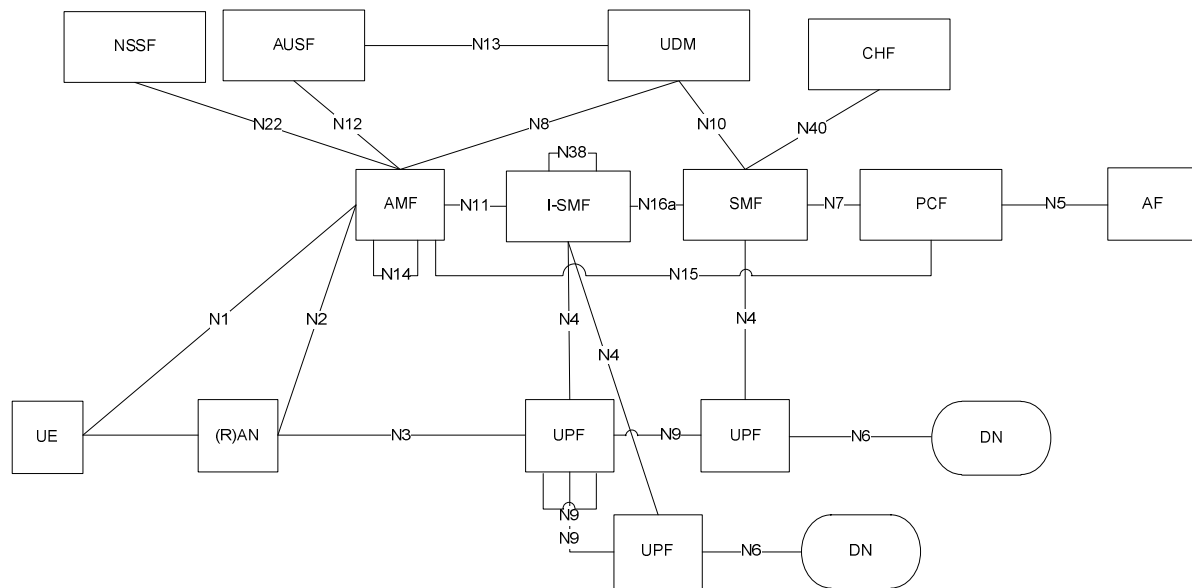 NSSF
AUSF
N13
UDM
CHF
N22
N12
N8
N10
N40
N38
AMF
N11
I-SMF
N16a
SMF
N7
PCF
N5
AF
N14
N15
N1
N2
N4
N4
N4
UE
(R)AN
N3
UPF
N9
UPF
N6
DN
N9
N9
UPF
N6
DN